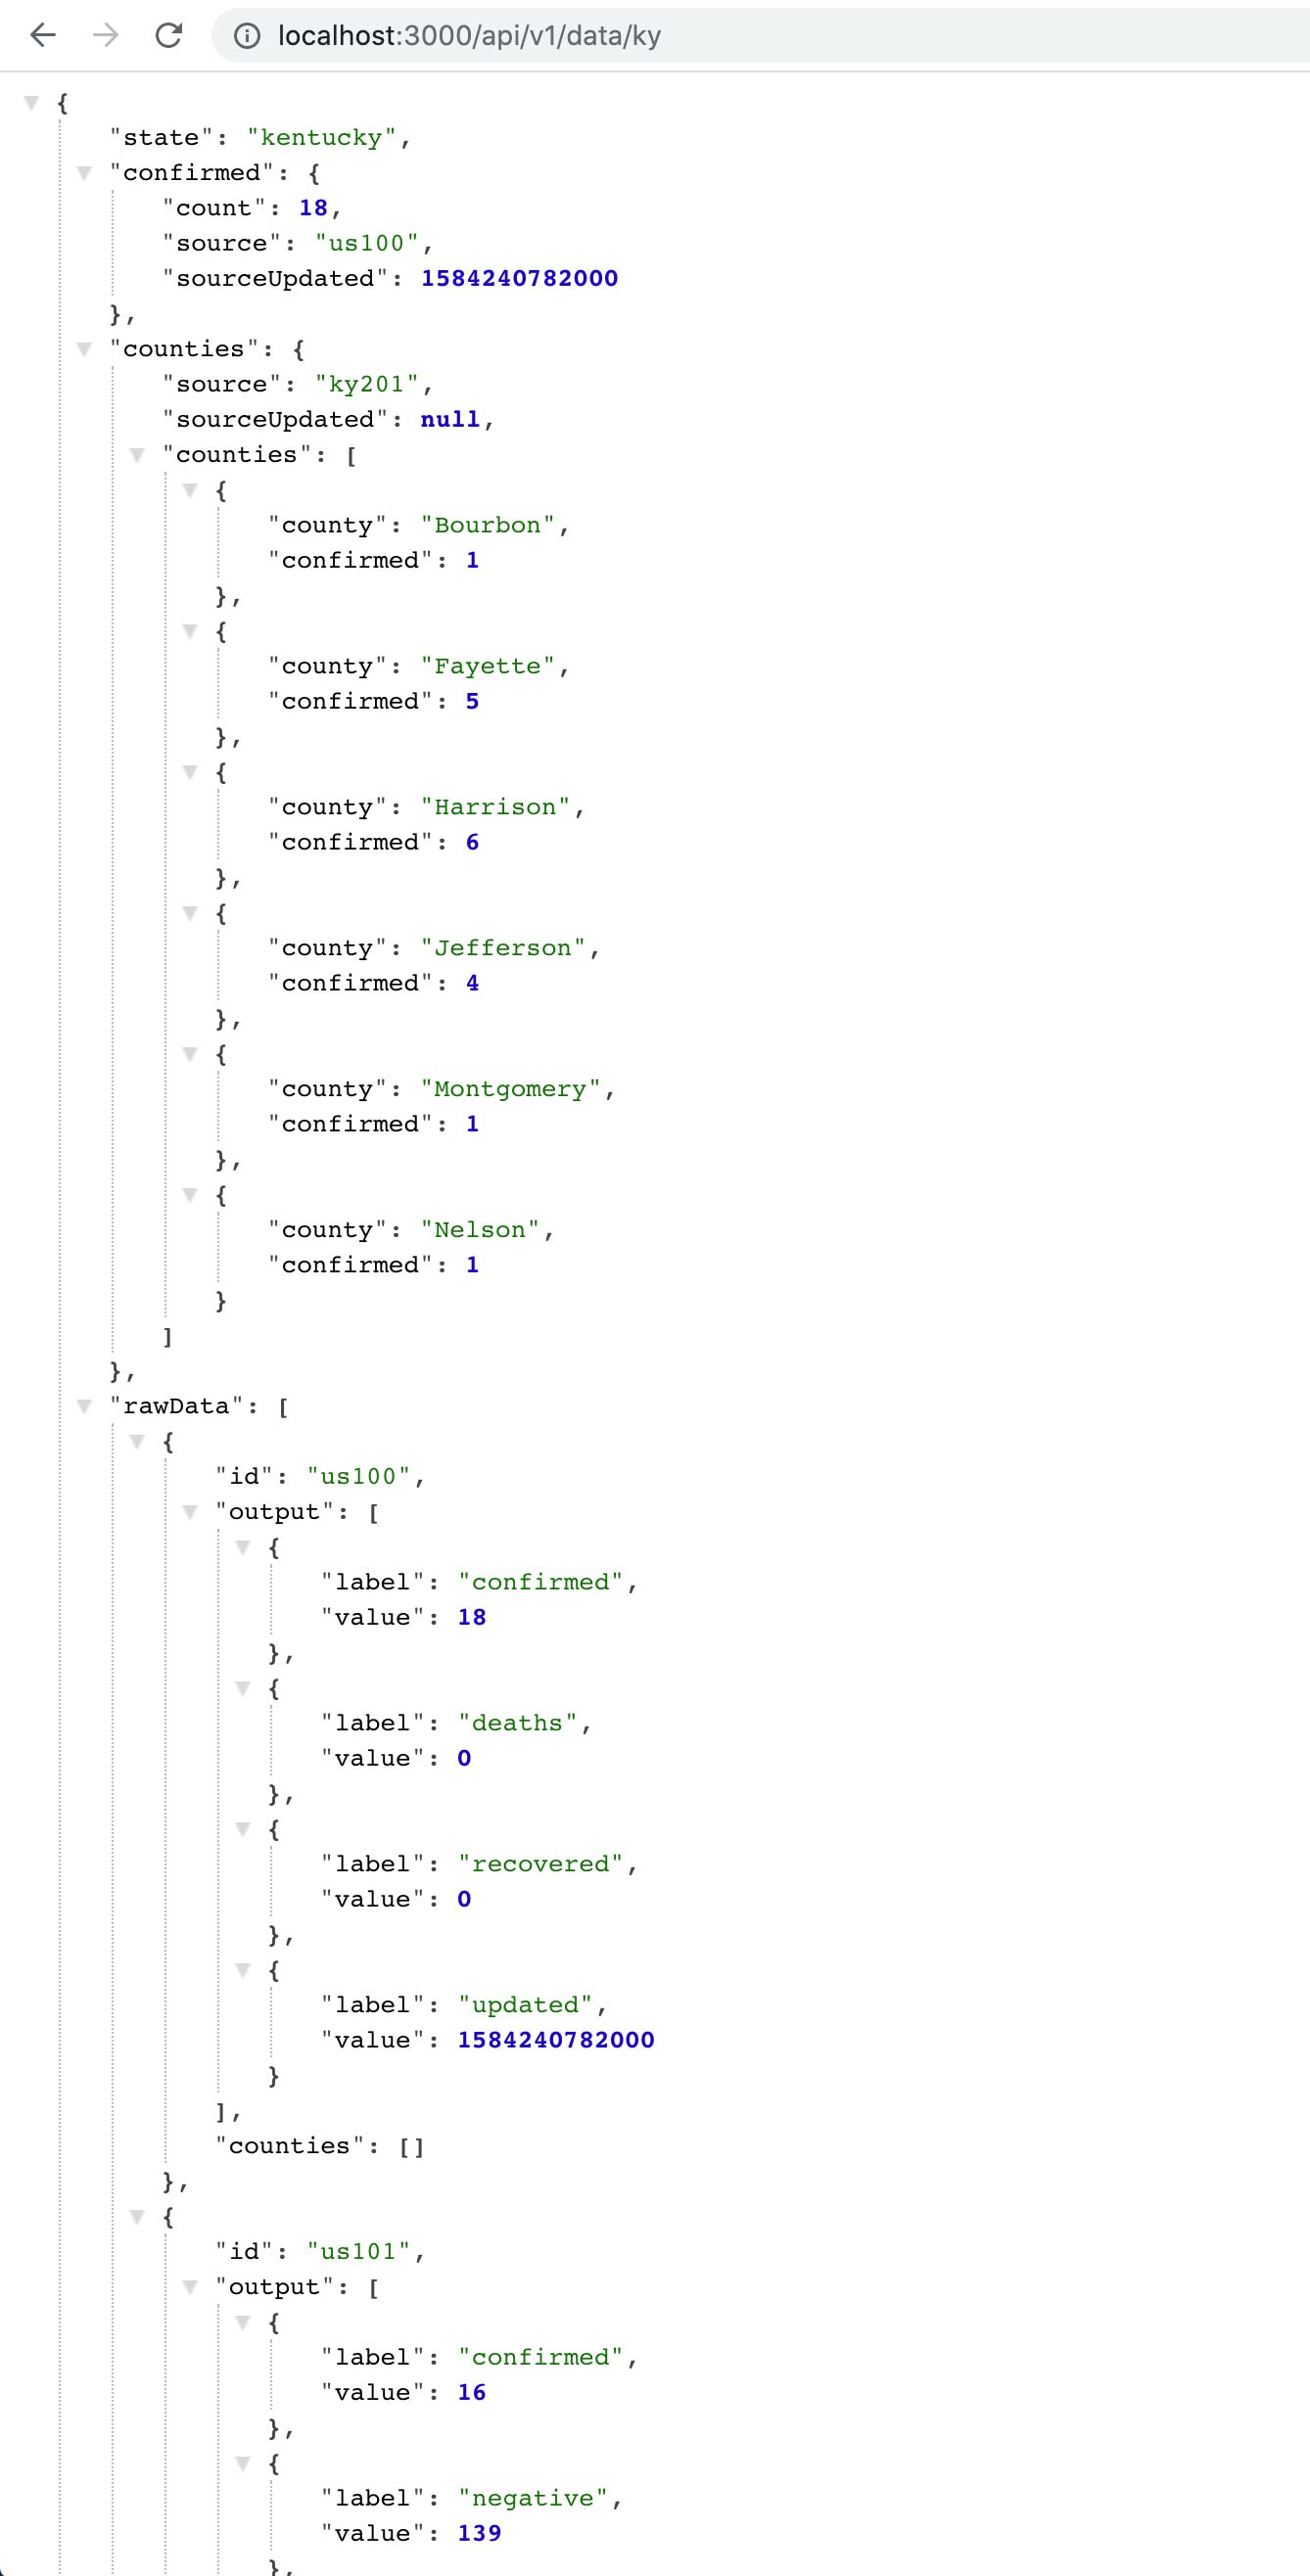 localhost:3000/api/v1/data/ky
{
"state": "kentucky",
"confirmed": {
"count": 18,
"source": "us100",
"sourceUpdated": 1584240782000
},
"counties": {
"source": "ky201",
"sourceUpdated": null,
"counties": [
{
"county": "Bourbon",
"confirmed": 1
},
{
"county": "Fayette",
"confirmed": 5
},
{
"county": "Harrison",
"confirmed": 6
},
{
"county": "Jefferson",
"confirmed": 4
},
{
"county": "Montgomery",
"confirmed": 1
},
{
"county": "Nelson",
"confirmed": 1
}
]
},
"rawData": [
{
"id": "us100",
"output": [
{
"label": "confirmed",
"value": 18
},
{
"label": "deaths",
"value": 0
},
{
"label": "recovered",
"value": 0
},
{
"label": "updated",
"value": 1584240782000
}
],
"counties": []
},
{
"id": "us101",
"output": [
{
"label": "confirmed",
"value": 16
},
{
"label": "negative",
"value": 139
},